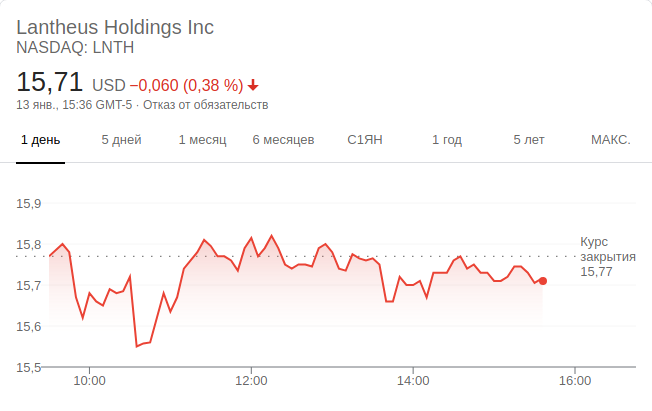 Lantheus Holdings Inc
NASDAQ: LNTH
15,71 USD −0,060 (0,38 %)
13 янв., 15:36 GMT-5 · Отказ от обязательств
1 день 5 дней 1 месяц 6 месяцев С1ЯН 1 год 5 лет МАКС.
15,9
15,8
15,7
15,6
15,5
Курс
закрытия
15,77
10:00 12:00 14:00 16:00